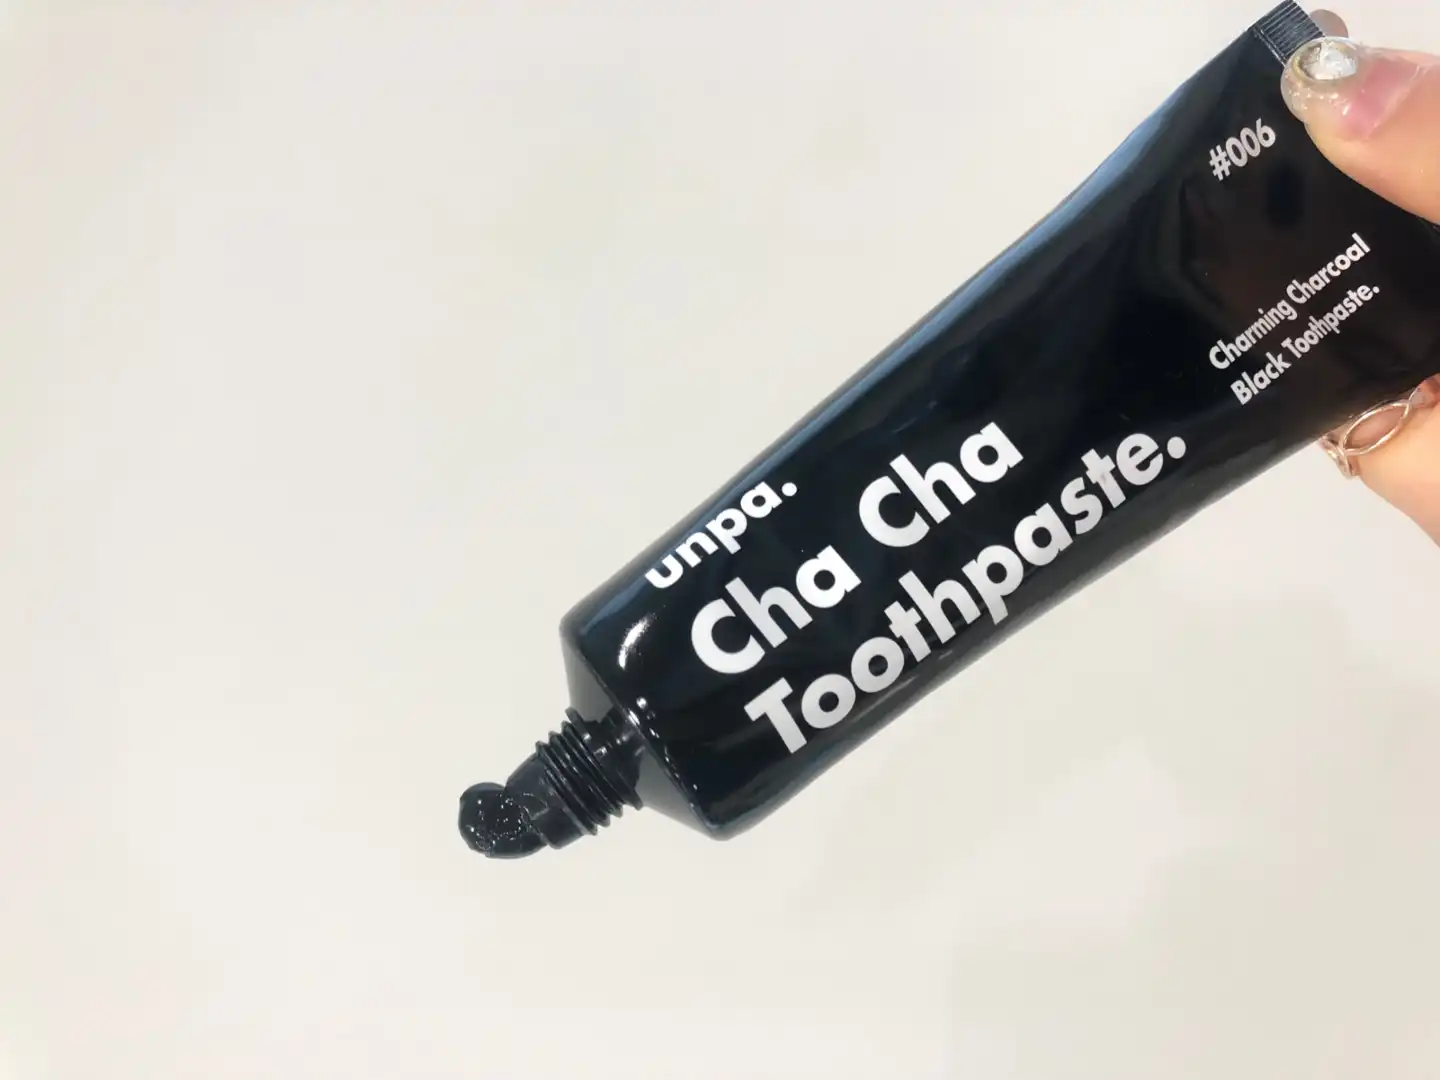 unpa.
Cha Cha
Toothpaste.
#006
Charming Charcoal
Black Toothpaste.